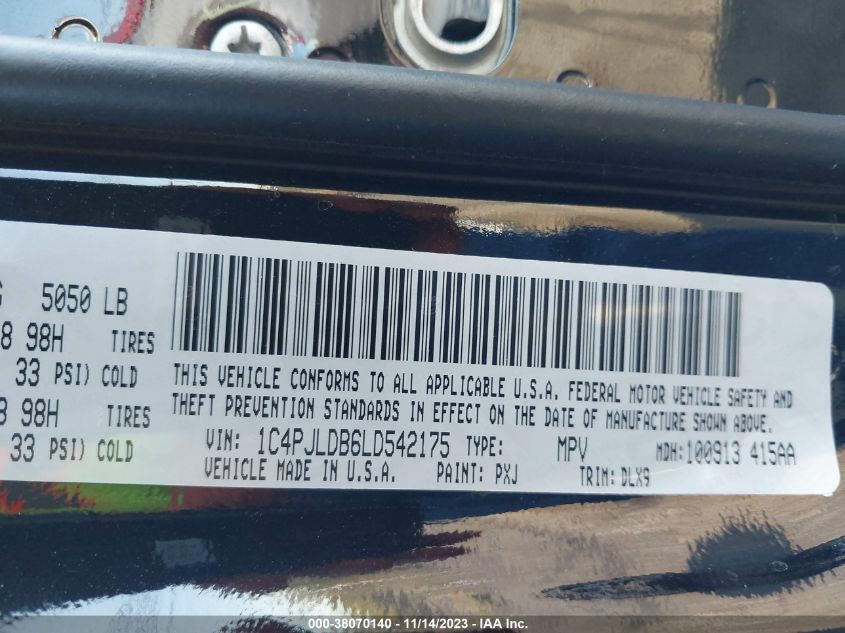 G 5050 LB
8 98H TIRES
33 PSI) COLD
8 98H TIRES
33 PSI) COLD
THIS VEHICLE CONFORMS TO ALL APPLICABLE U.S.A. FEDERAL MOTOR VEHICLE SAFETY AND
THEFT PREVENTION STANDARDS IN EFFECT ON THE DATE OF MANUFACTURE SHOWN ABOVE.
VIN: 1C4PJLDB6LD542175 TYPE: MPV MDH:100913 415AA
VEHICLE MADE IN U.S.A. PAINT: PXJ TRIM: DLX9
000-38070140 - 11/14/2023 - IAA Inc.